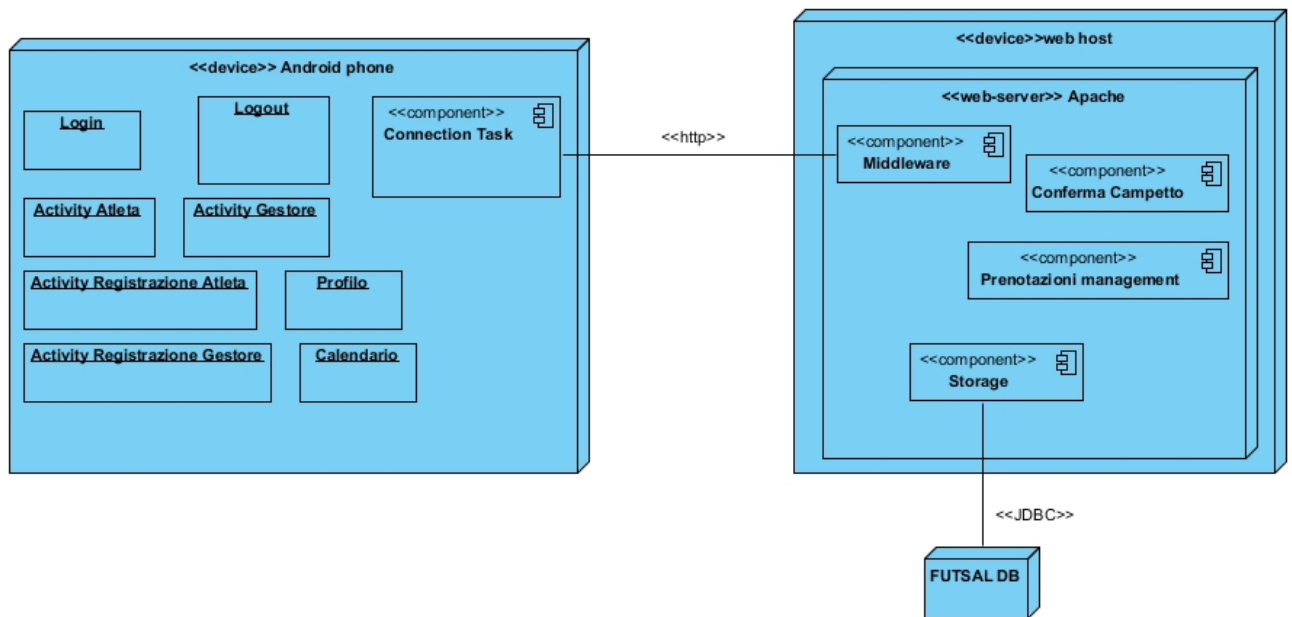 <<device>> Android phone
Login
Logout
<<component>>
Connection Task
Activity Atleta
Activity Gestore
Activity Registrazione Atleta
Profilo
Activity Registrazione Gestore
Calendario
<<http>>
<<device>>web host
<<web-server>> Apache
<<component>>
Middleware
<<component>>
Conferma Campetto
<<component>>
Prenotazioni management
<<component>>
Storage
<<JDBC>>
FUTSAL DB